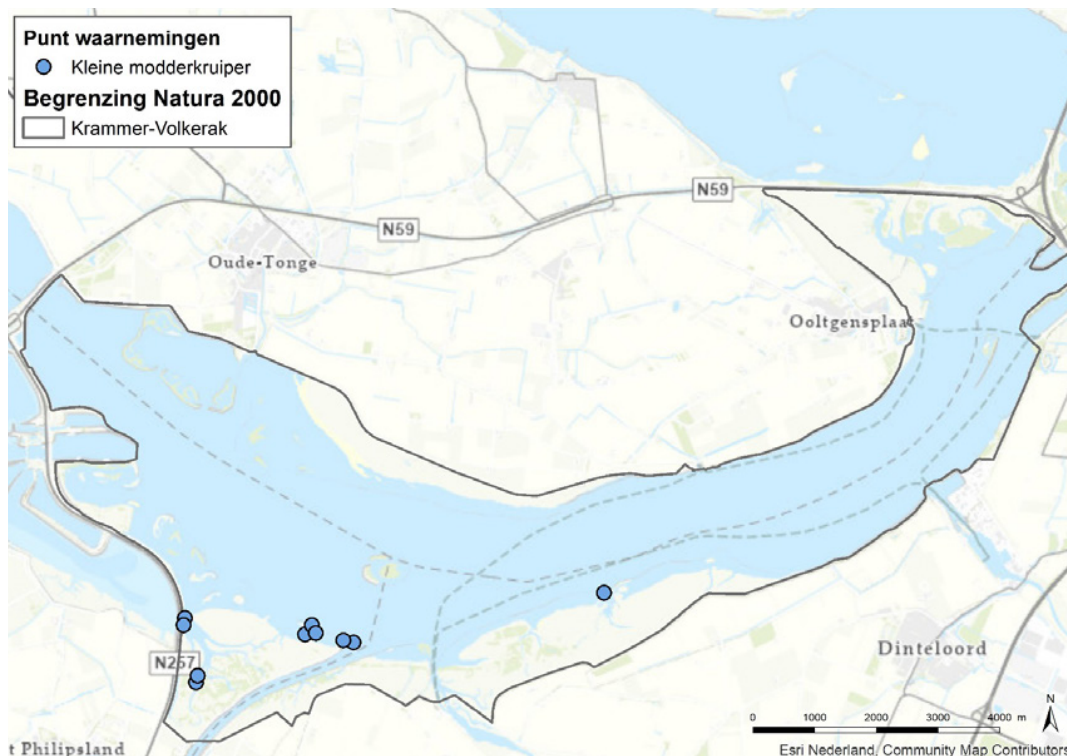 Punt waarnemingen
Kleine modderkruiper
Begrenzing Natura 2000
Krammer-Volkerak
N59
N59
Oude-Tonge
Ooltgensplaat
N257
Dinteloord
t Philipsland
N
0 1000 2000 3000 4000 m
Esri Nederland, Community Map Contributors